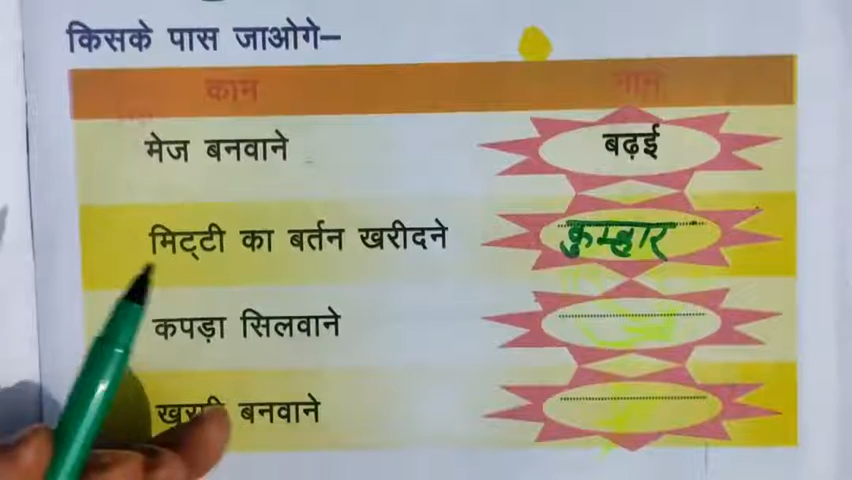 किसके पास जाओगे–
काम नाम
मेज बनवाने बढ़ई
मिट्टी का बर्तन खरीदने कुम्हार
कपड़ा सिलवाने
बनवाने